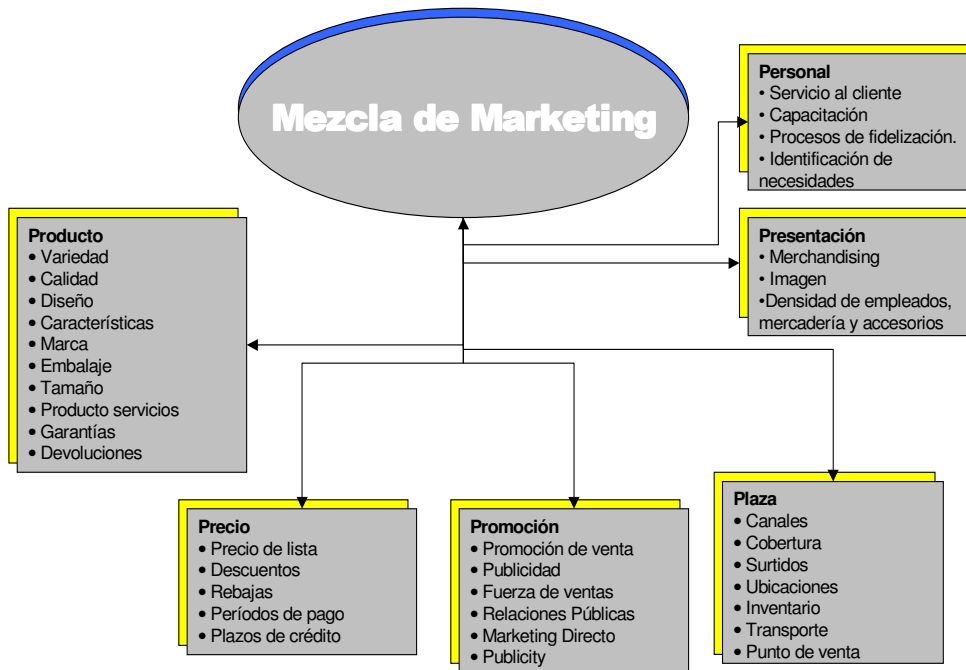 Mezcla de Marketing
Personal
• Servicio al cliente
• Capacitación
• Procesos de fidelización.
• Identificación de
necesidades
Producto
• Variedad
• Calidad
• Diseño
• Características
• Marca
• Embalaje
• Tamaño
• Producto servicios
• Garantías
• Devoluciones
Presentación
• Merchandising
• Imagen
•Densidad de empleados,
mercadería y accesorios
Precio
• Precio de lista
• Descuentos
• Rebajas
• Períodos de pago
• Plazos de crédito
Promoción
• Promoción de venta
• Publicidad
• Fuerza de ventas
• Relaciones Públicas
• Marketing Directo
• Publicity
Plaza
• Canales
• Cobertura
• Surtidos
• Ubicaciones
• Inventario
• Transporte
• Punto de venta